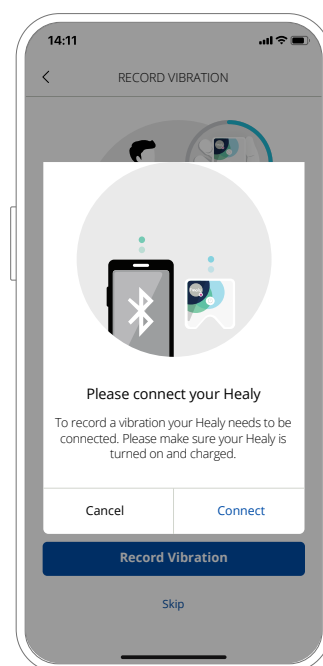 14:11
RECORD VIBRATION
Please connect your Healy
To record a vibration your Healy needs to be
connected. Please make sure your Healy is
turned on and charged.
Cancel
Connect
Record Vibration
Skip